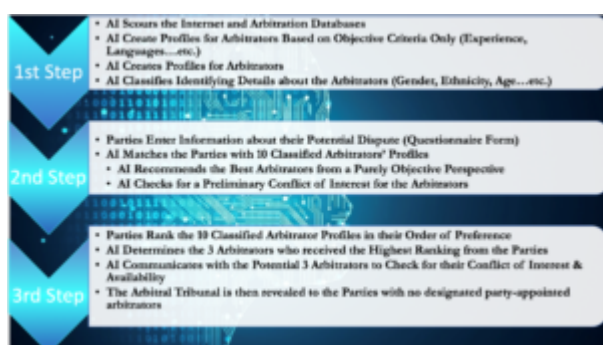 1st Step
• AI Scours the Internet and Arbitration Databases
• AI Create Profiles for Arbitrators Based on Objective Criteria Only (Experience,
Languages…etc.)
• AI Creates Profiles for Arbitrators
• AI Classifies Identifying Details about the Arbitrators (Gender, Ethnicity, Age…etc.)
2nd Step
• Parties Enter Information about their Potential Dispute (Questionnaire Form)
• AI Matches the Parties with 10 Classified Arbitrators' Profiles
• AI Recommends the Best Arbitrators from a Purely Objective Perspective
• AI Checks for a Preliminary Conflict of Interest for the Arbitrators
3rd Step
• Parties Rank the 10 Classified Arbitrator Profiles in their Order of Preference
• AI Determines the 3 Arbitrators who received the Highest Ranking from the Parties
• AI Communicates with the Potential 3 Arbitrators to Check for their Conflict of Interest &
Availability
• The Arbitral Tribunal is then revealed to the Parties with no designated party-appointed
arbitrators